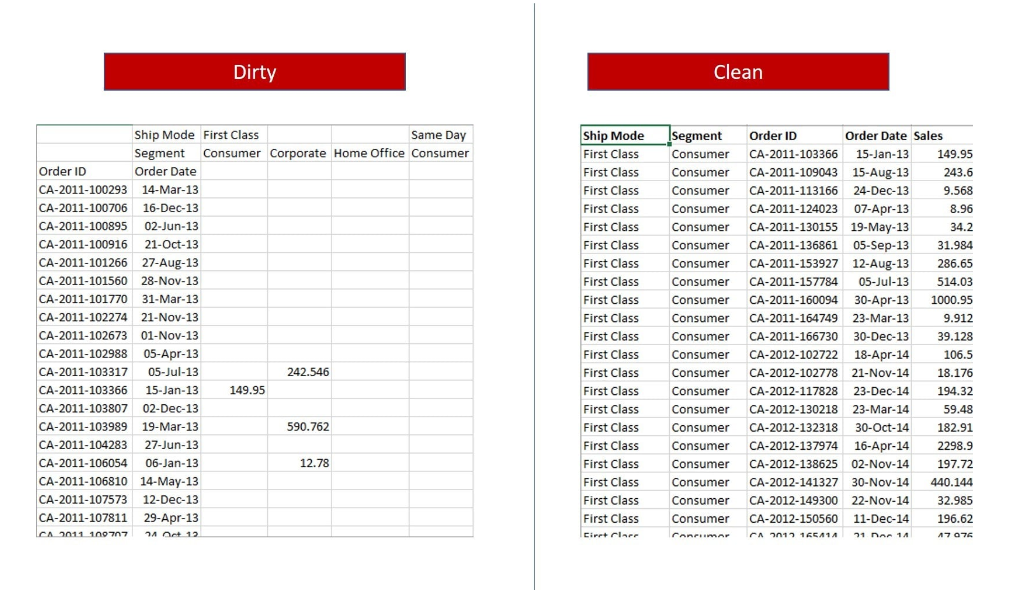 Dirty
Ship Mode First Class Same Day
Segment Consumer Corporate Home Office Consumer
Order ID Order Date
CA-2011-100293 14-Mar-13
CA-2011-100706 16-Dec-13
CA-2011-100895 02-Jun-13
CA-2011-100916 21-Oct-13
CA-2011-101266 27-Aug-13
CA-2011-101560 28-Nov-13
CA-2011-101770 31-Mar-13
CA-2011-102274 21-Nov-13
CA-2011-102673 01-Nov-13
CA-2011-102988 05-Apr-13
CA-2011-103317 05-Jul-13 242.546
CA-2011-103366 15-Jan-13 149.95
CA-2011-103807 02-Dec-13
CA-2011-103989 19-Mar-13 590.762
CA-2011-104283 27-Jun-13
CA-2011-106054 06-Jan-13 12.78
CA-2011-106810 14-May-13
CA-2011-107573 12-Dec-13
CA-2011-107811 29-Apr-13
Clean
Ship Mode Segment Order ID Order Date Sales
First Class Consumer CA-2011-103366 15-Jan-13 149.95
First Class Consumer CA-2011-109043 15-Aug-13 243.6
First Class Consumer CA-2011-113166 24-Dec-13 9.568
First Class Consumer CA-2011-124023 07-Apr-13 8.96
First Class Consumer CA-2011-130155 19-May-13 34.2
First Class Consumer CA-2011-136861 05-Sep-13 31.984
First Class Consumer CA-2011-153927 12-Aug-13 286.65
First Class Consumer CA-2011-157784 05-Jul-13 514.03
First Class Consumer CA-2011-160094 30-Apr-13 1000.95
First Class Consumer CA-2011-164749 23-Mar-13 9.912
First Class Consumer CA-2011-166730 30-Dec-13 39.128
First Class Consumer CA-2012-102722 18-Apr-14 106.5
First Class Consumer CA-2012-102778 21-Nov-14 18.176
First Class Consumer CA-2012-117828 23-Dec-14 194.32
First Class Consumer CA-2012-130218 23-Mar-14 59.48
First Class Consumer CA-2012-132318 30-Oct-14 182.91
First Class Consumer CA-2012-137974 16-Apr-14 2298.9
First Class Consumer CA-2012-138625 02-Nov-14 197.72
First Class Consumer CA-2012-141327 30-Nov-14 440.144
First Class Consumer CA-2012-149300 22-Nov-14 32.985
First Class Consumer CA-2012-150560 11-Dec-14 196.62
First Class Consumer